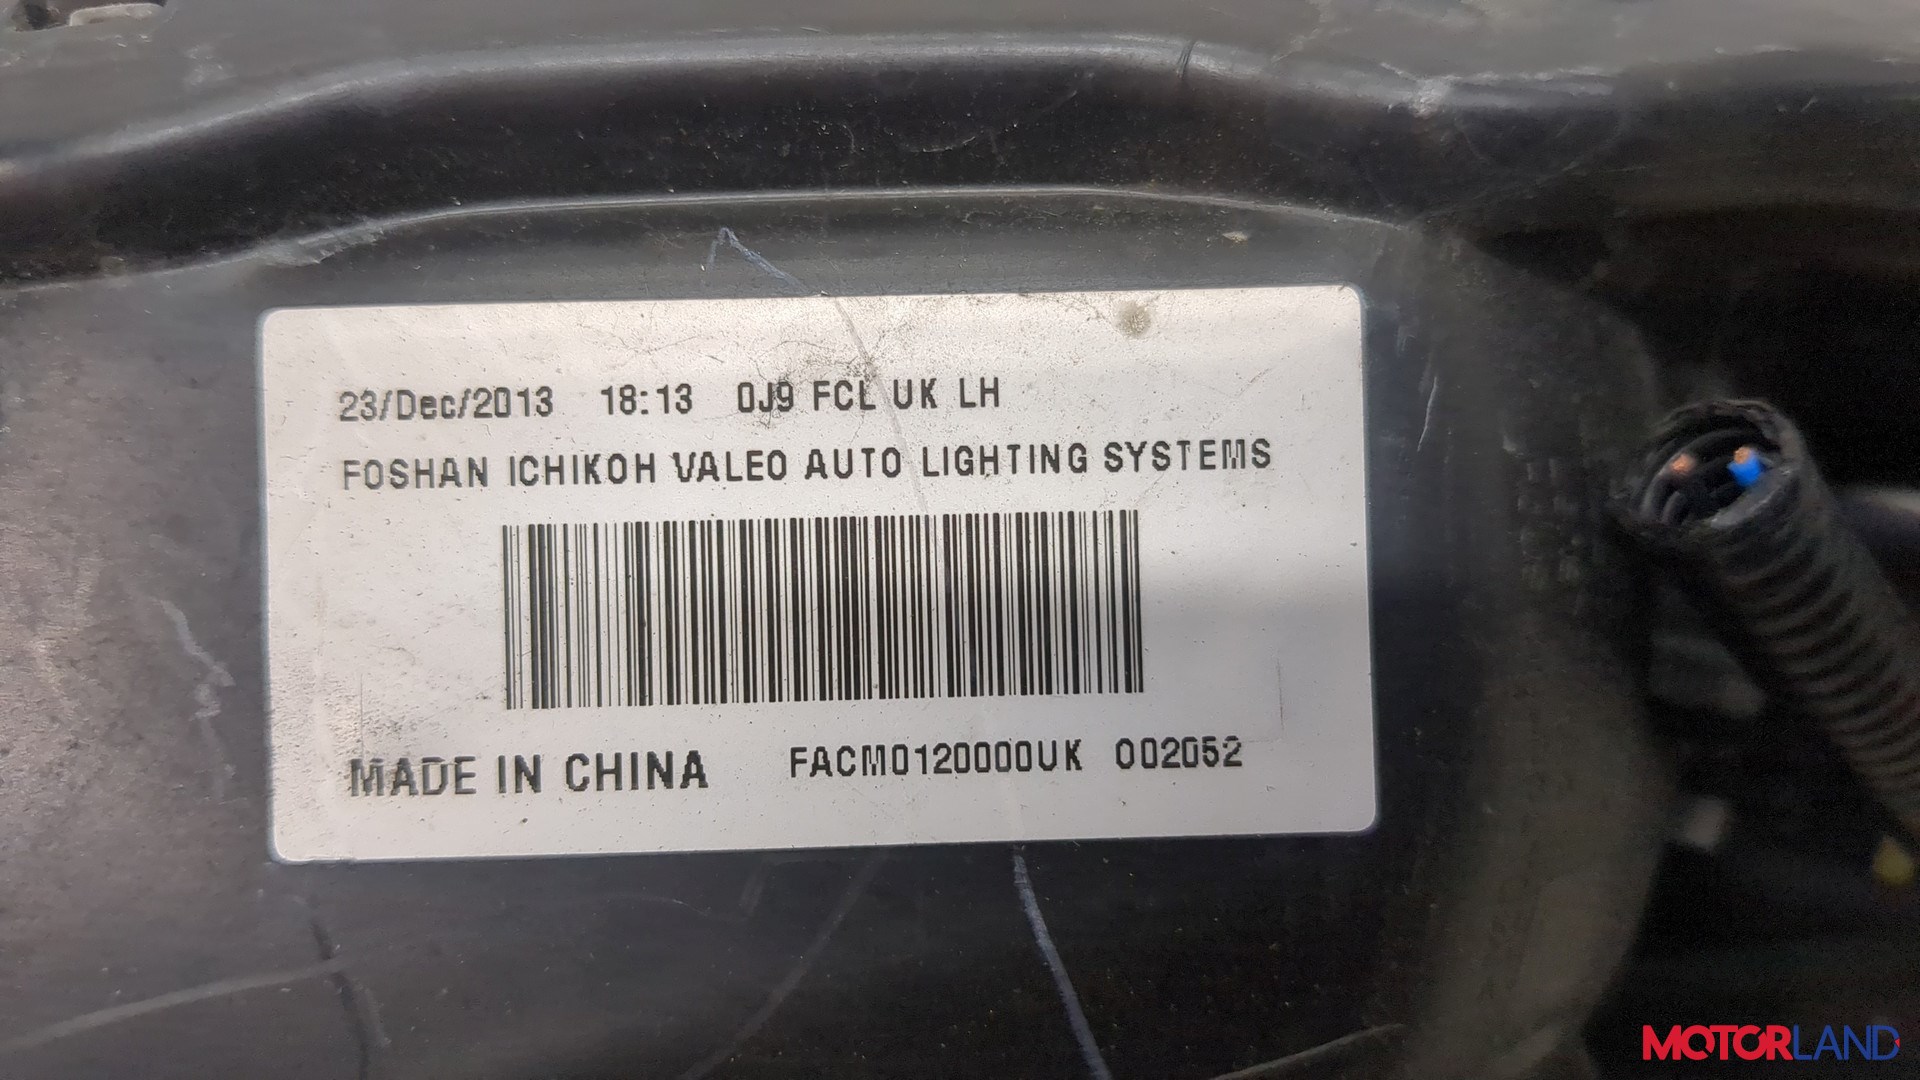 23/Dec/2013 18:13 0J9 FCL UK LH
FOSHAN ICHIKOH VALEO AUTO LIGHTING SYSTEMS
MADE IN CHINA FACM0120000UK 002052
MOTORLAND